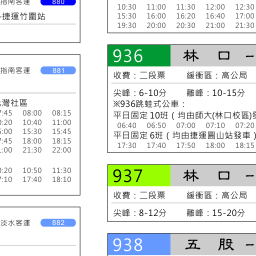 指南客運 880
捷運竹圍站
指南客運 881
灣社區
:45 08:00 08:15
:20 10:40 11:00
:00 15:30 15:45
:45 18:00 18:15
:00 21:30 22:00
:20 10:50 11:30
:10 17:40 18:10
淡水客運 882
10:30 11:00 11:30 12:00 12:30
15:30 16:00 16:20 16:40 17:00
19:30 20:00 20:30 21:00 21:30
936 林 口 -
收費：二段票 緩衝區：高公局
尖峰：6-10分 離峰：10-15分
※936跳蛙式公車：
平日固定10班（均由師大(林口校區)發
06:40 06:50 07:00 07:10 07:20
平日固定 6班（均由捷運圓山站發車）
17:30 17:40 17:50 18:00 18:15
937 林 口 -
收費：二段票 緩衝區：高公局
尖峰：8-12分 離峰：15-20分
938 五 股 -